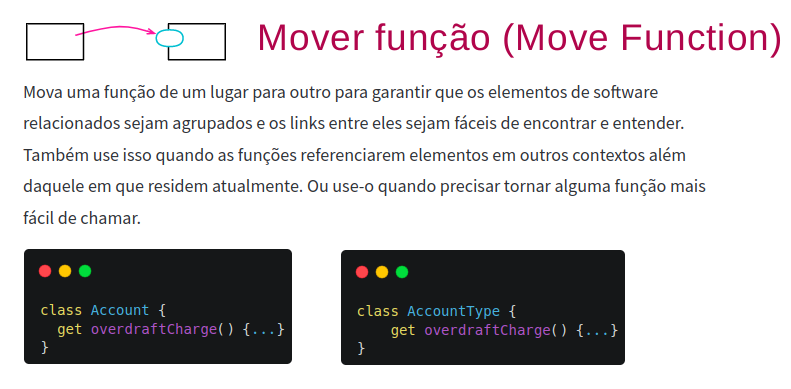 Mover função (Move Function)
Mova uma função de um lugar para outro para garantir que os elementos de software
relacionados sejam agrupados e os links entre eles sejam fáceis de encontrar e entender.
Também use isso quando as funções referenciarem elementos em outros contextos além
daquele em que residem atualmente. Ou use-o quando precisar tornar alguma função mais
fácil de chamar.
class Account {
  get overdraftCharge() {...}
}
class AccountType {
    get overdraftCharge() {...}
}